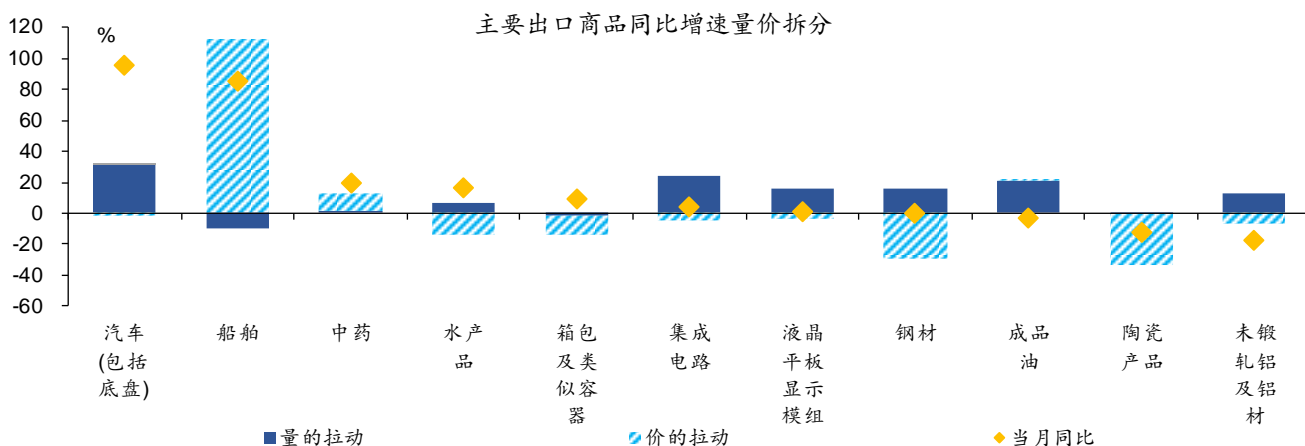 主要出口商品同比增速量价拆分
%
120
100
80
60
40
20
0
-20
-40
-60
汽车
(包括
底盘)
船舶
中药
水产
品
箱包
及类
似容
器
集成
电路
液晶
平板
显示
模组
钢材
成品
油
陶瓷
产品
未锻
轧铝
及铝
材
量的拉动
价的拉动
当月同比